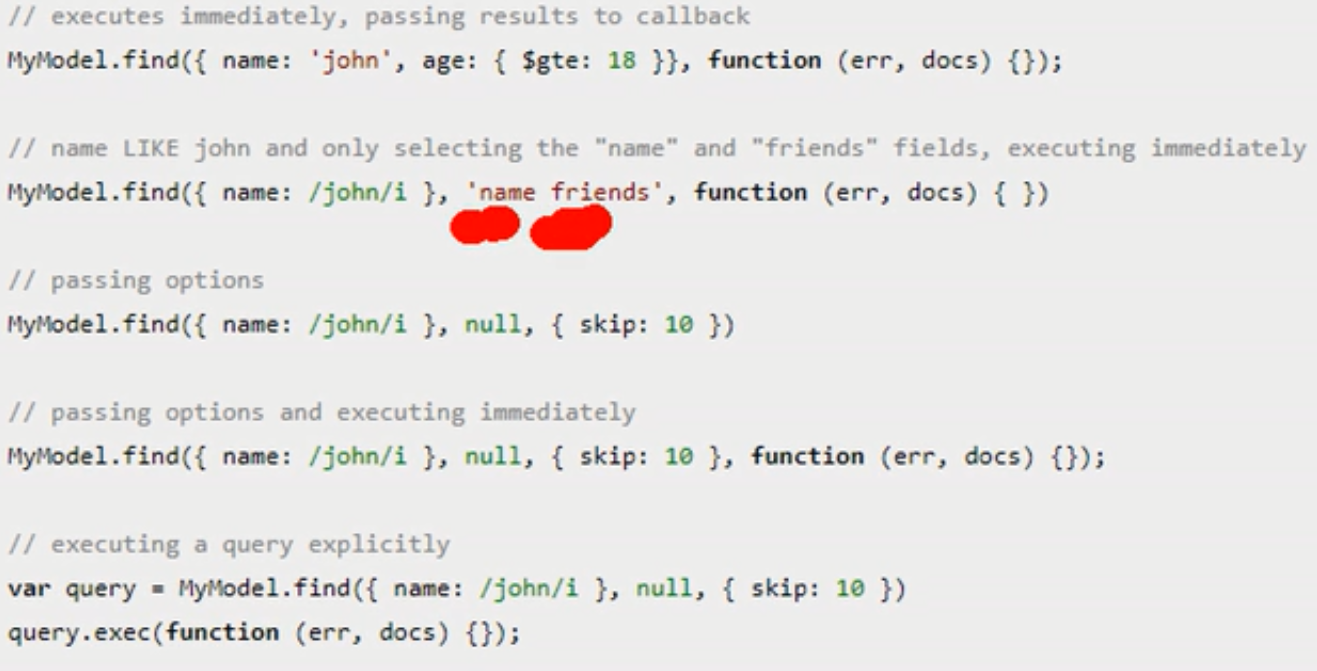 // executes immediately, passing results to callback
MyModel.find({ name: 'john', age: { $gte: 18 }}, function (err, docs) {});
// name LIKE john and only selecting the "name" and "friends" fields, executing immediately
MyModel.find({ name: /john/i }, 'name friends', function (err, docs) { })
// passing options
MyModel.find({ name: /john/i }, null, { skip: 10 })
// passing options and executing immediately
MyModel.find({ name: /john/i }, null, { skip: 10 }, function (err, docs) {});
// executing a query explicitly
var query = MyModel.find({ name: /john/i }, null, { skip: 10 })
query.exec(function (err, docs) {});